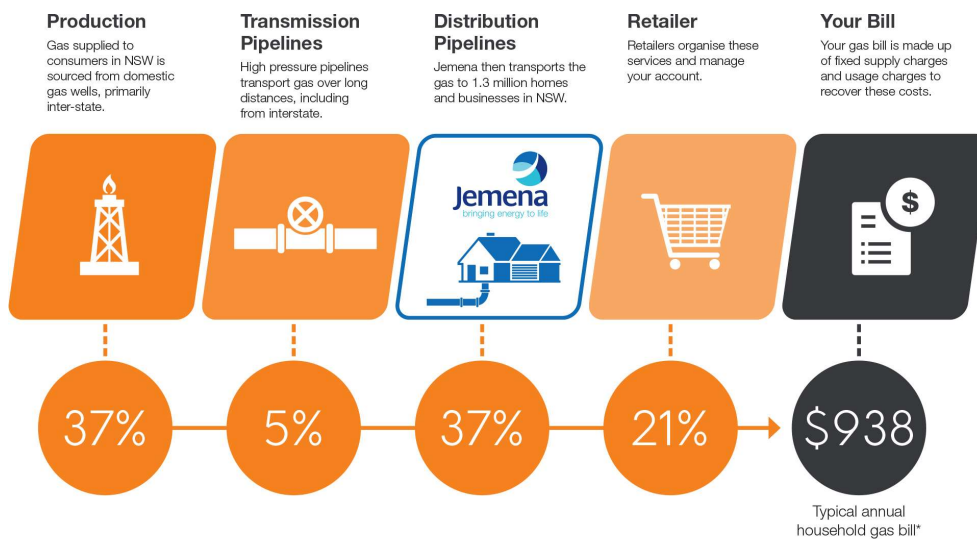 Production
Gas supplied to
consumers in NSW is
sourced from domestic
gas wells, primarily
inter-state.
Transmission
Pipelines
High pressure pipelines
transport gas over long
distances, including
from interstate.
Distribution
Pipelines
Jemena then transports the
gas to 1.3 million homes
and businesses in NSW.
Retailer
Retailers organise these
services and manage
your account.
Your Bill
Your gas bill is made up
of fixed supply charges
and usage charges to
recover these costs.
Jemena
bringing energy to life
$
37%
5%
37%
21%
$938
Typical annual
household gas bill*